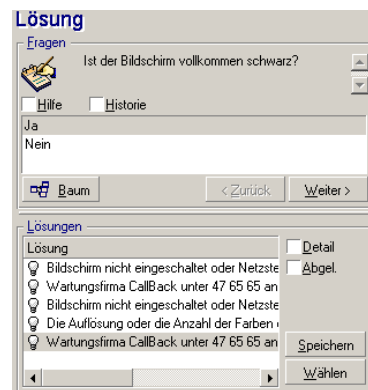 Lösung
Fragen
Ist der Bildschirm vollkommen schwarz?
Hilfe Historie
Ja
Nein
Baum < Zurück Weiter >
Lösungen
Lösung
Detail
Abgel.
Bildschirm nicht eingeschaltet oder Netzste
Wartungsfirma CallBack unter 47 65 65 an
Bildschirm nicht eingeschaltet oder Netzste
Die Auflösung oder die Anzahl der Farben
Wartungsfirma CallBack unter 47 65 65 an
Speichern
Wählen